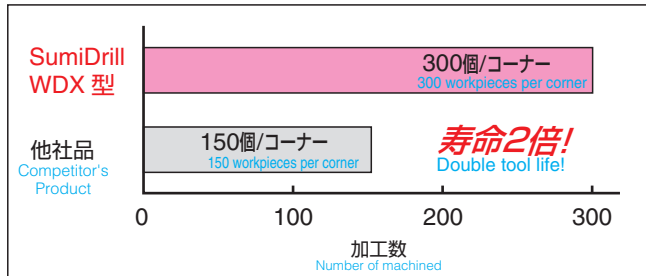 SumiDrill
WDX 型
300個/コーナー
300 workpieces per corner
他社品
Competitor's
Product
150個/コーナー
150 workpieces per corner
寿命2倍!
Double tool life!
0
100
200
300
加工数
Number of machined